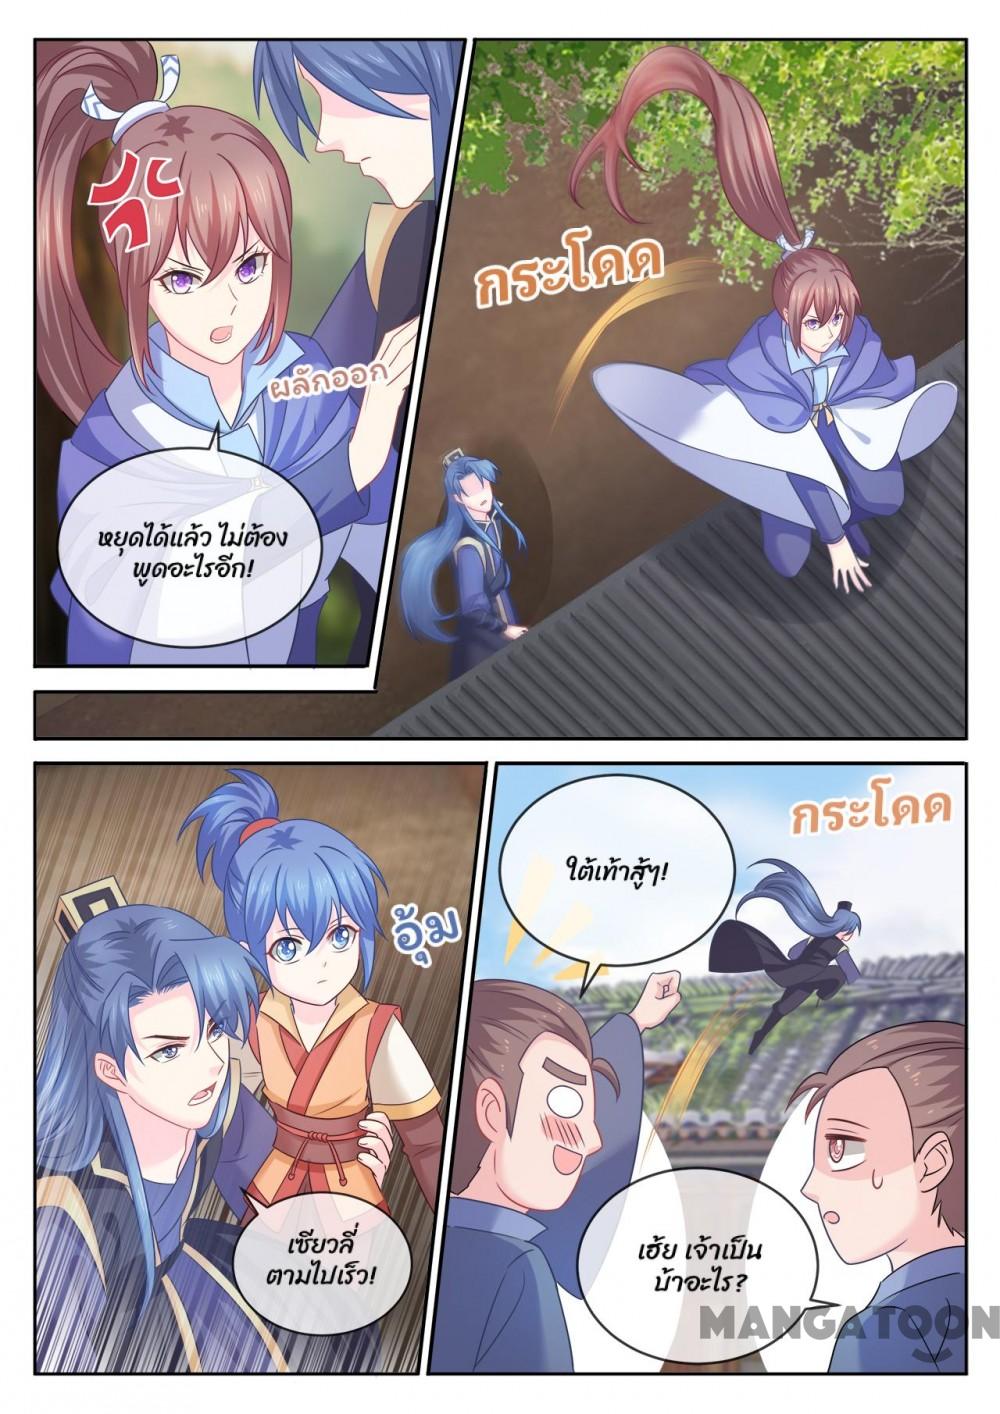 ผลักออก
หยุดได้แล้ว ไม่ต้อง
พูดอะไรอีก!
กระโดด
อุ้ม
เซียวลี่
ตามไปเร็ว!
กระโดด
ใต้เท้าสู้ๆ!
เฮ้ย เจ้าเป็น
บ้าอะไร?
MANGATOON